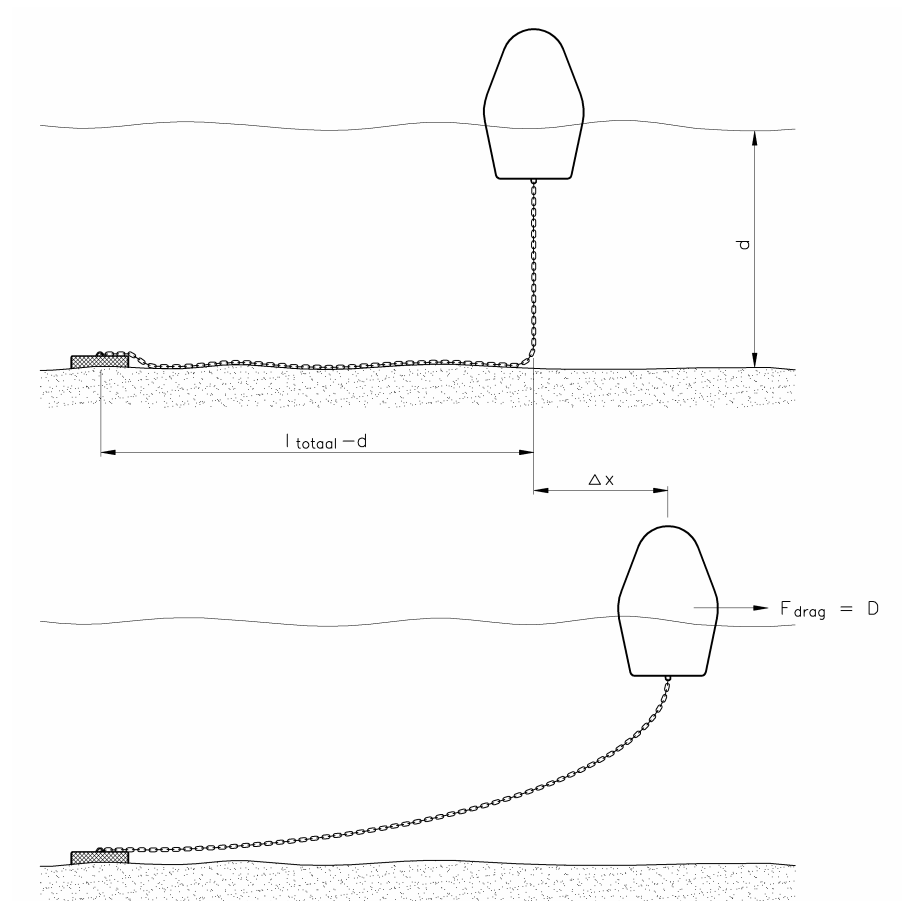 d
l totaal – d
Δx
F drag = D